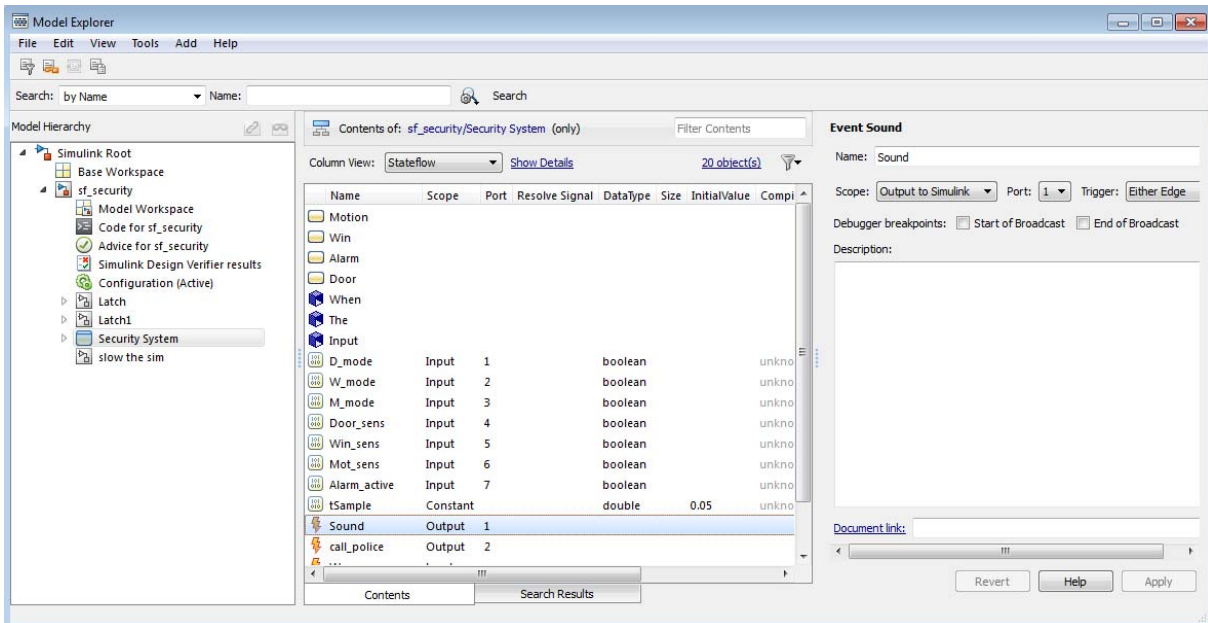 Model Explorer
File Edit View Tools Add Help
Search: by Name Name: Search
Model Hierarchy
Simulink Root
Base Workspace
sf_security
Model Workspace
Code for sf_security
Advice for sf_security
Simulink Design Verifier results
Configuration (Active)
Latch
Latch1
Security System
slow the sim
Contents of: sf_security/Security System (only) Filter Contents
Column View: Stateflow Show Details 20 object(s)
Name Scope Port Resolve Signal DataType Size InitialValue Compi
Motion
Win
Alarm
Door
When
The
Input
D_mode Input 1 boolean unkno
W_mode Input 2 boolean unkno
M_mode Input 3 boolean unkno
Door_sens Input 4 boolean unkno
Win_sens Input 5 boolean unkno
Mot_sens Input 6 boolean unkno
Alarm_active Input 7 boolean unkno
tSample Constant double 0.05 unkno
Sound Output 1
call_police Output 2
Contents Search Results
Event Sound
Name: Sound
Scope: Output to Simulink Port: 1 Trigger: Either Edge
Debugger breakpoints: Start of Broadcast End of Broadcast
Description:
Document link:
Revert Help Apply